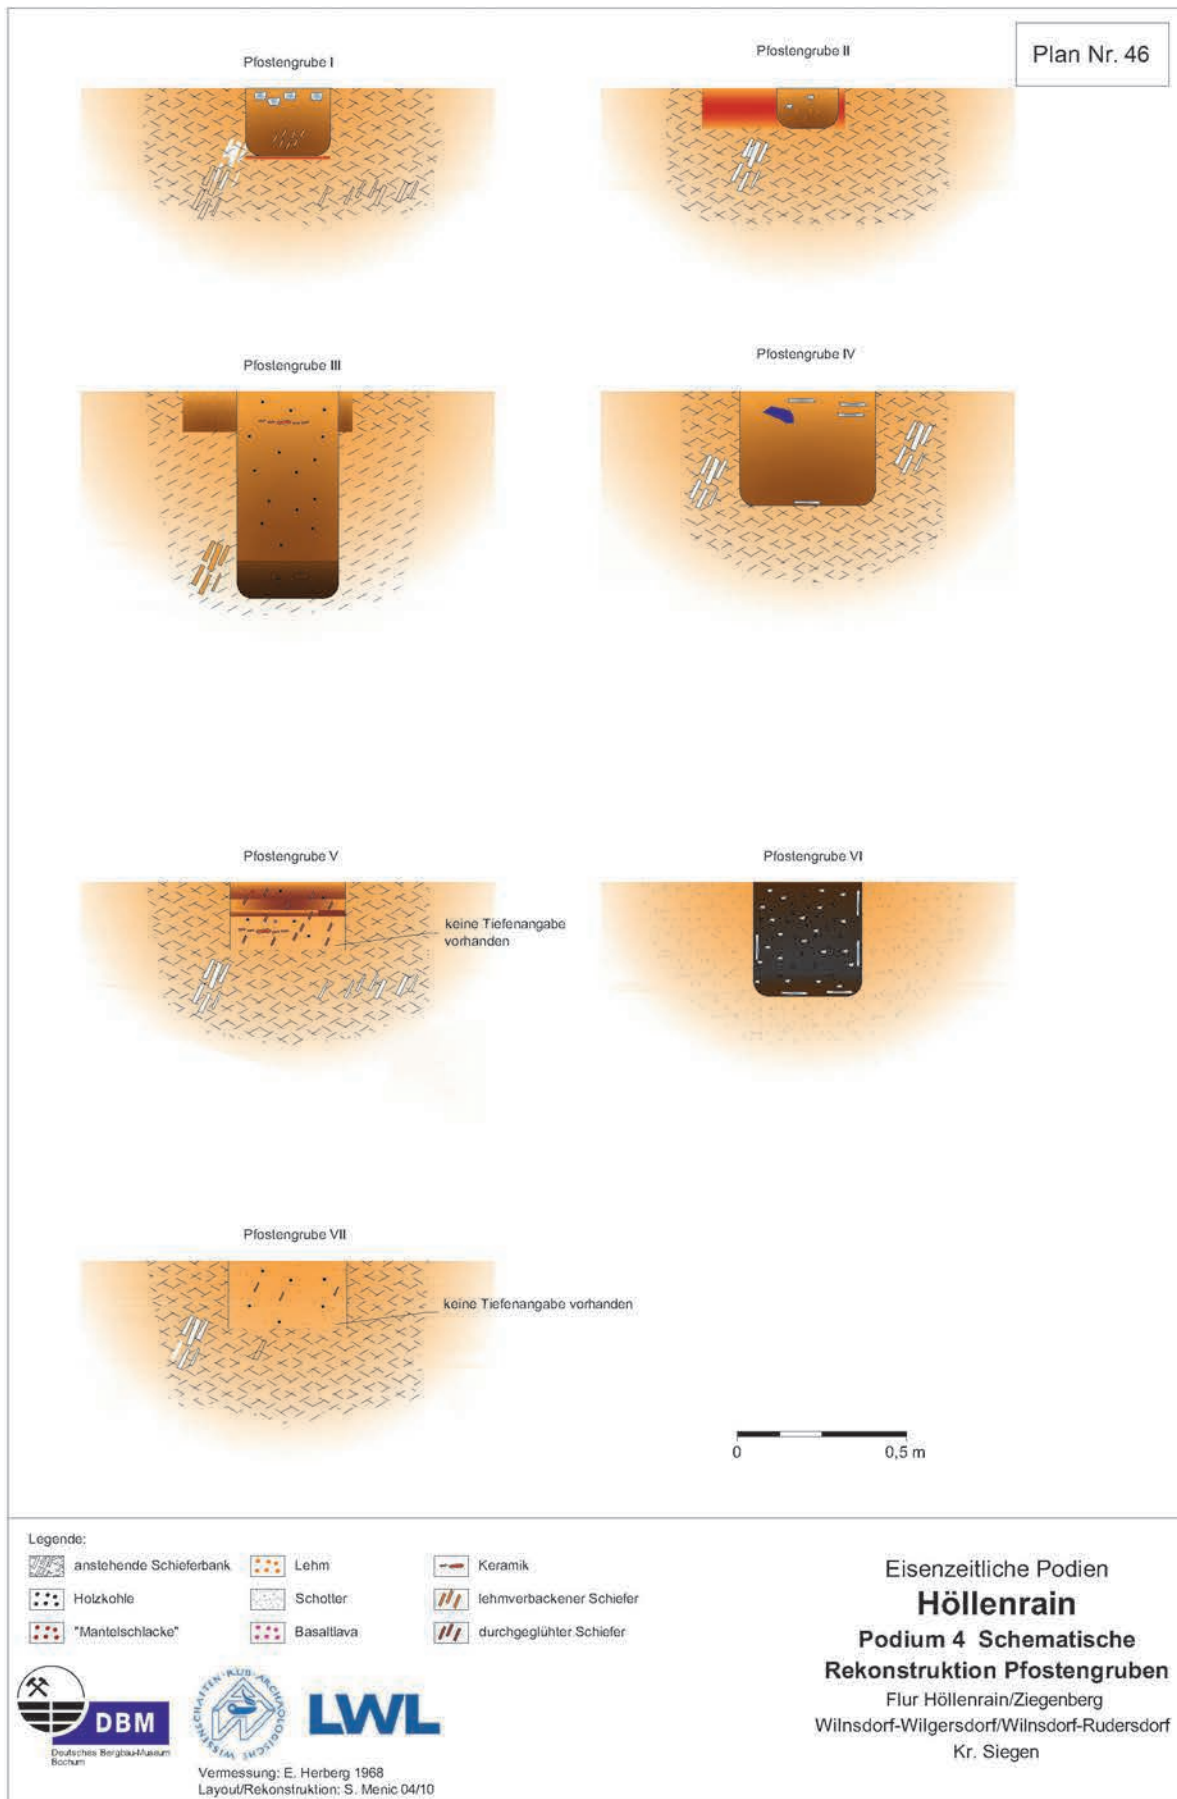 Plan Nr. 46
Pfostengrube I
Pfostengrube II
Pfostengrube III
Pfostengrube IV
Pfostengrube V
keine Tiefenangabe
vorhanden
Pfostengrube VI
Pfostengrube VII
keine Tiefenangabe vorhanden
0 0,5 m
Legende:
anstehende Schieferbank
Lehm
Keramik
Holzkohle
Schotter
lehmverbackener Schiefer
"Mantelschlacke"
Basaltlava
durchgeglühter Schiefer
DBM
Deutsches Bergbau-Museum
Bochum
WISSENSCHAFTEN·RUB·ARCHÄOLOGISCHE
LWL
Vermessung: E. Herberg 1968
Layout/Rekonstruktion: S. Menic 04/10
Eisenzeitliche Podien
Höllenrain
Podium 4 Schematische
Rekonstruktion Pfostengruben
Flur Höllenrain/Ziegenberg
Wilnsdorf-Wilgersdorf/Wilnsdorf-Rudersdorf
Kr. Siegen